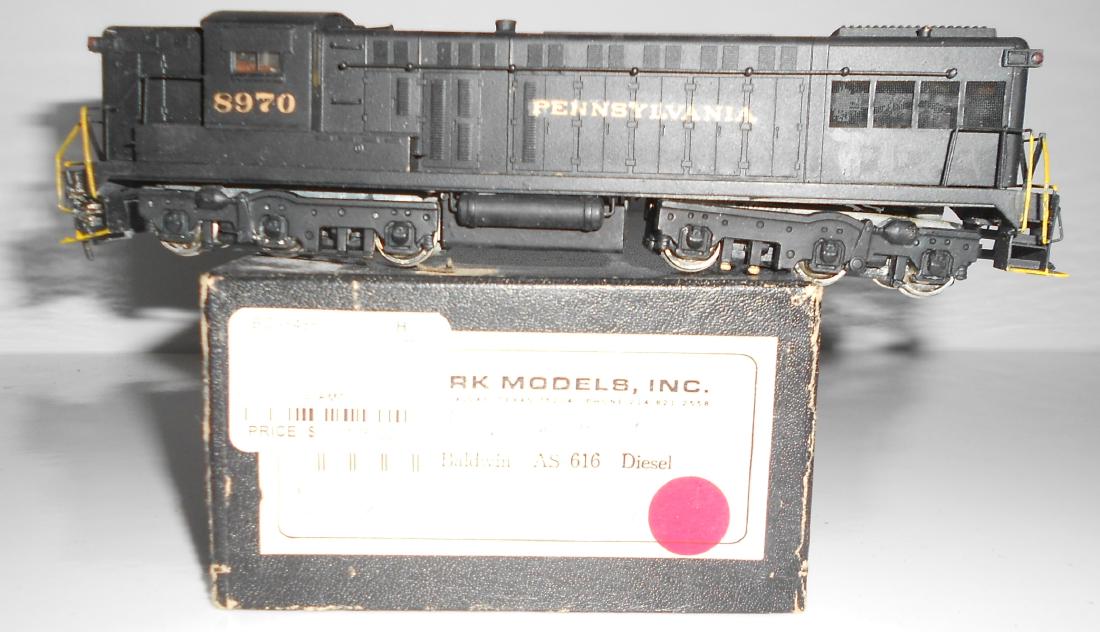 8970
PENNSYLVANIA
H
RK MODELS, INC.
PRICE $
Baldwin AS 616 Diesel